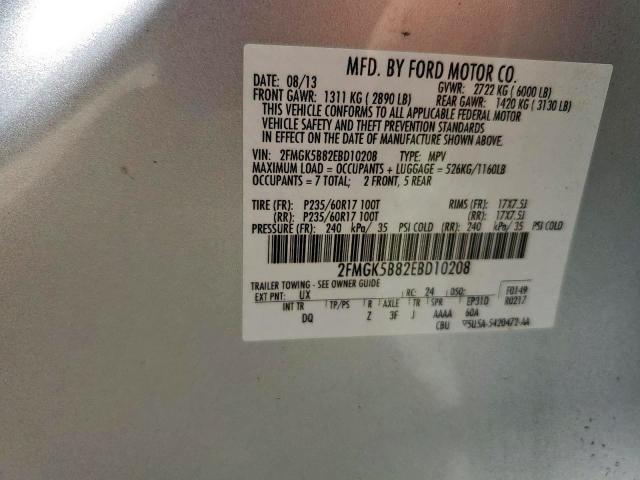 MFD. BY FORD MOTOR CO.
DATE: 08/13 GVWR: 2722 KG ( 6000 LB)
FRONT GAWR: 1311 KG ( 2890 LB) REAR GAWR: 1420 KG ( 3130 LB)
THIS VEHICLE CONFORMS TO ALL APPLICABLE FEDERAL MOTOR
VEHICLE SAFETY AND THEFT PREVENTION STANDARDS
IN EFFECT ON THE DATE OF MANUFACTURE SHOWN ABOVE.
VIN: 2FMGK5B82EBD10208 TYPE: MPV
MAXIMUM LOAD = OCCUPANTS + LUGGAGE = 526KG/1160LB
OCCUPANTS = 7 TOTAL; 2 FRONT, 5 REAR
TIRE (FR): P235/60R17 100T RIMS (FR): 17X7.5J
(RR): P235/60R17 100T (RR): 17X7.5J
PRESSURE (FR): 240 kPa/ 35 PSI COLD (RR): 240 kPa/ 35 PSI COLD
2FMGK5B82EBD10208
TRAILER TOWING - SEE OWNER GUIDE
EXT PNT: UX RC: 24 DSO: F0149
INT TR TP/PS R AXLE TR SPR EP310 R0217
DQ Z 3F J AAAA 60A
CBU